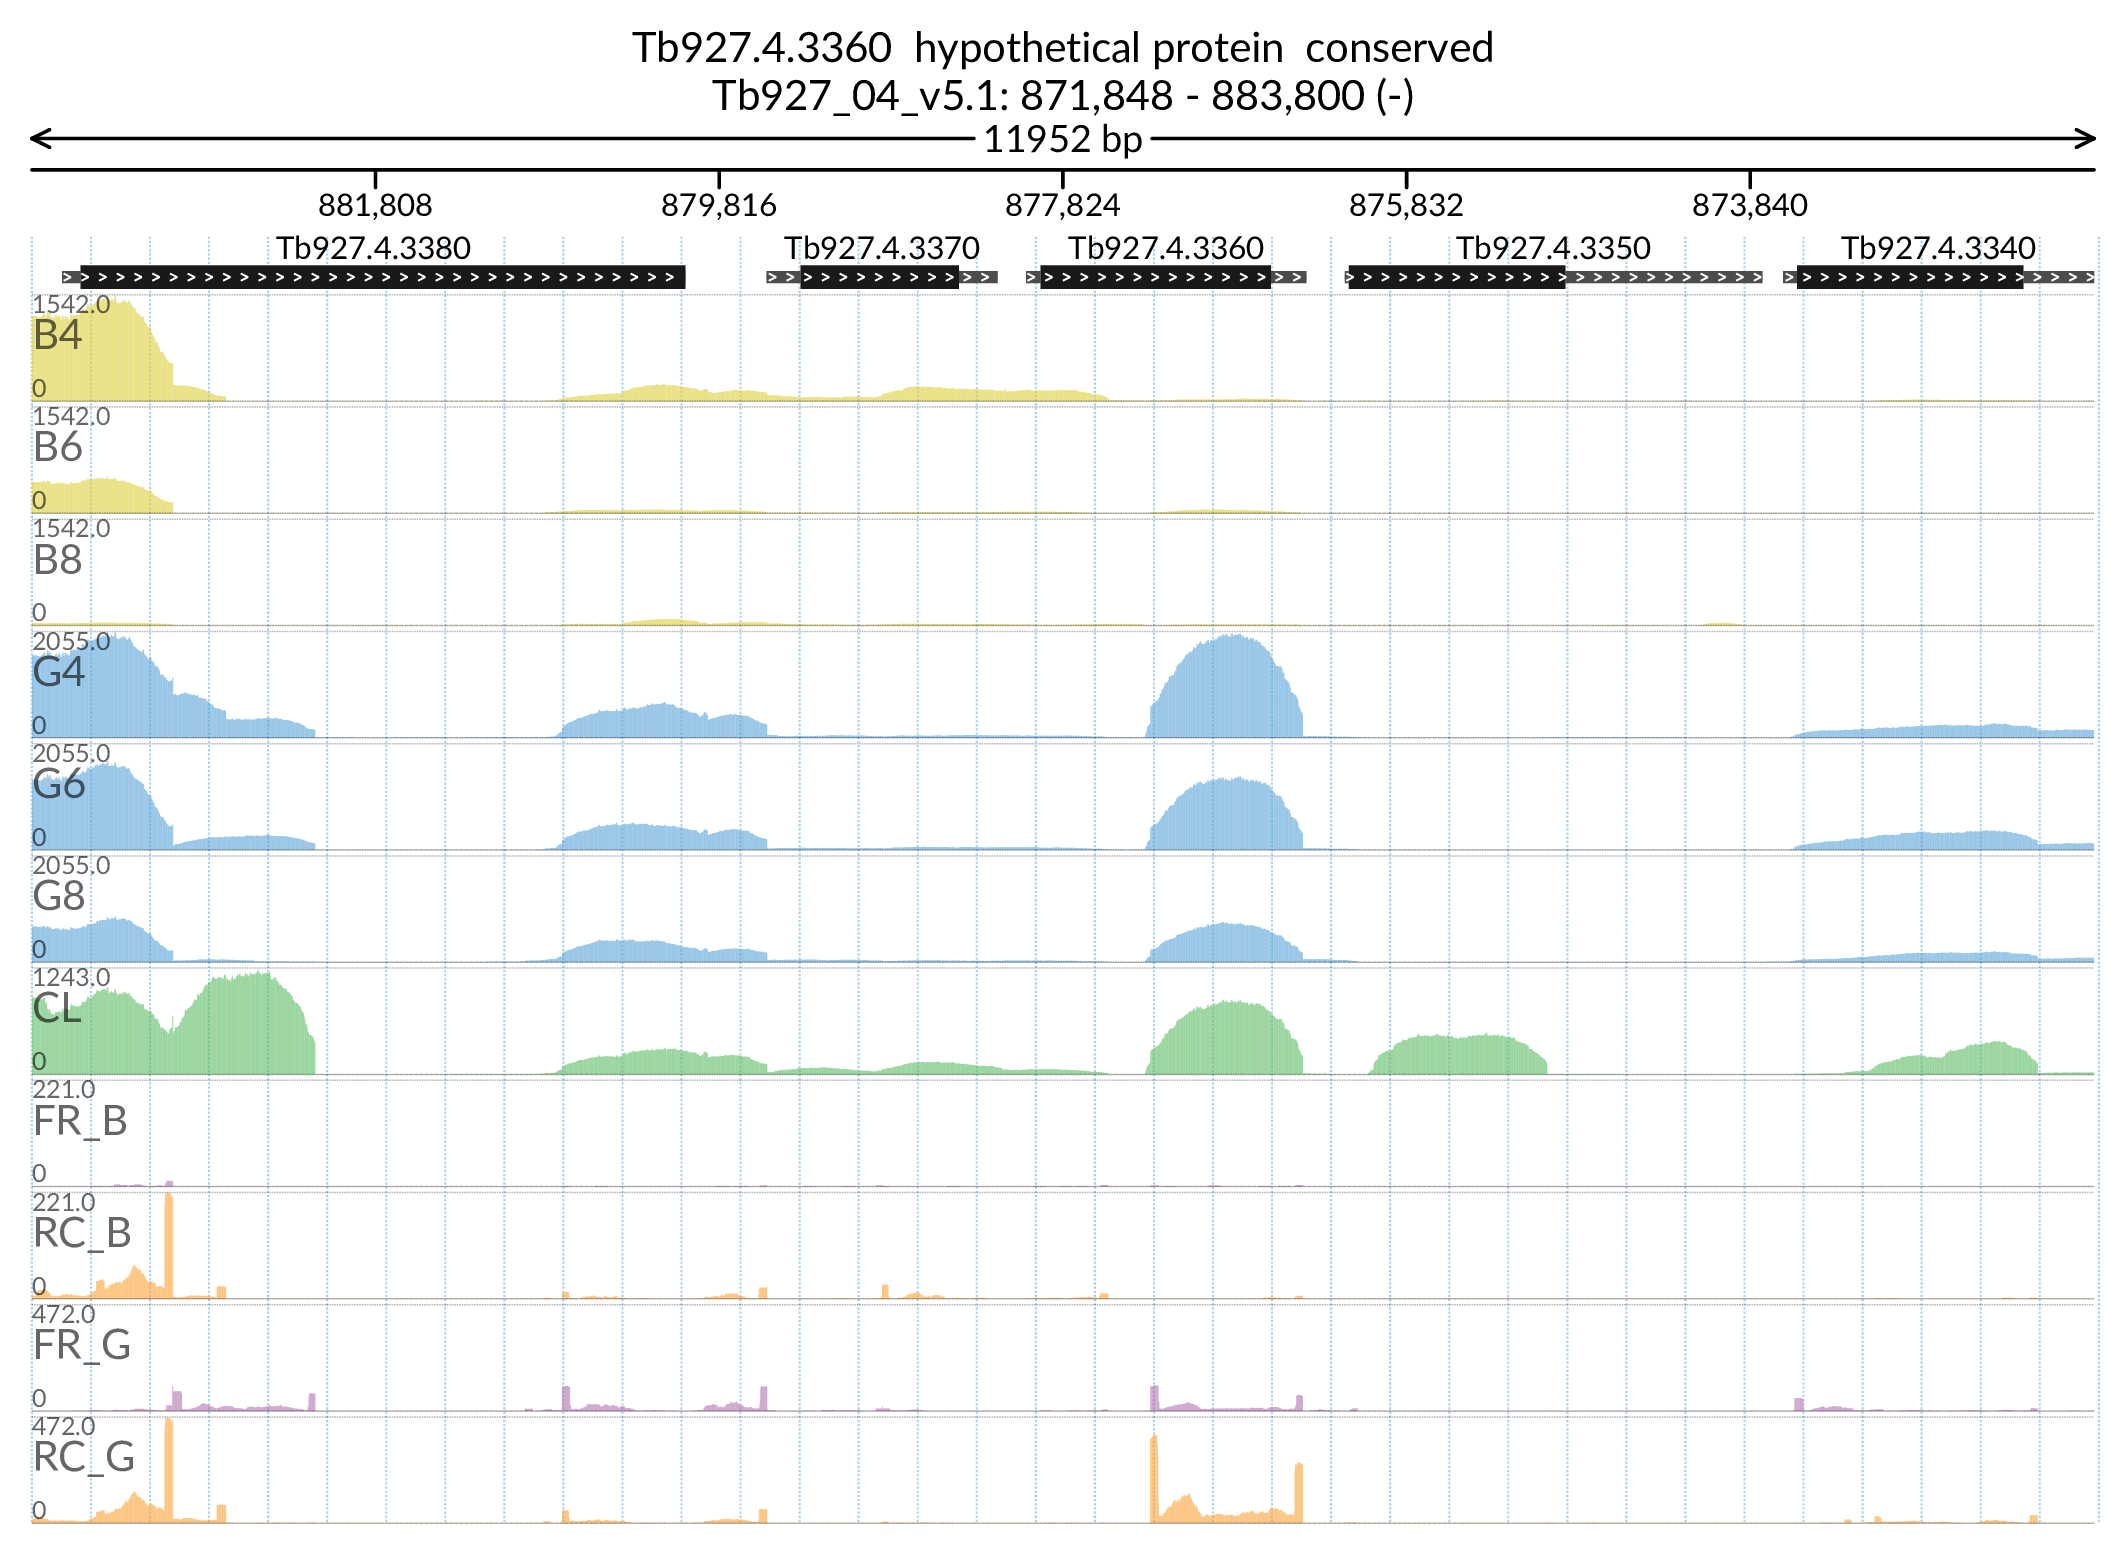 Tb927.4.3360  hypothetical protein  conserved
Tb927_04_v5.1: 871,848 - 883,800 (-)
11952 bp
881,808 879,816 877,824 875,832 873,840
Tb927.4.3380 Tb927.4.3370 Tb927.4.3360 Tb927.4.3350 Tb927.4.3340
1542.0
B4
0
1542.0
B6
0
1542.0
B8
0
2055.0
G4
0
2055.0
G6
0
2055.0
G8
0
1243.0
CL
0
221.0
FR_B
0
221.0
RC_B
0
472.0
FR_G
0
472.0
RC_G
0